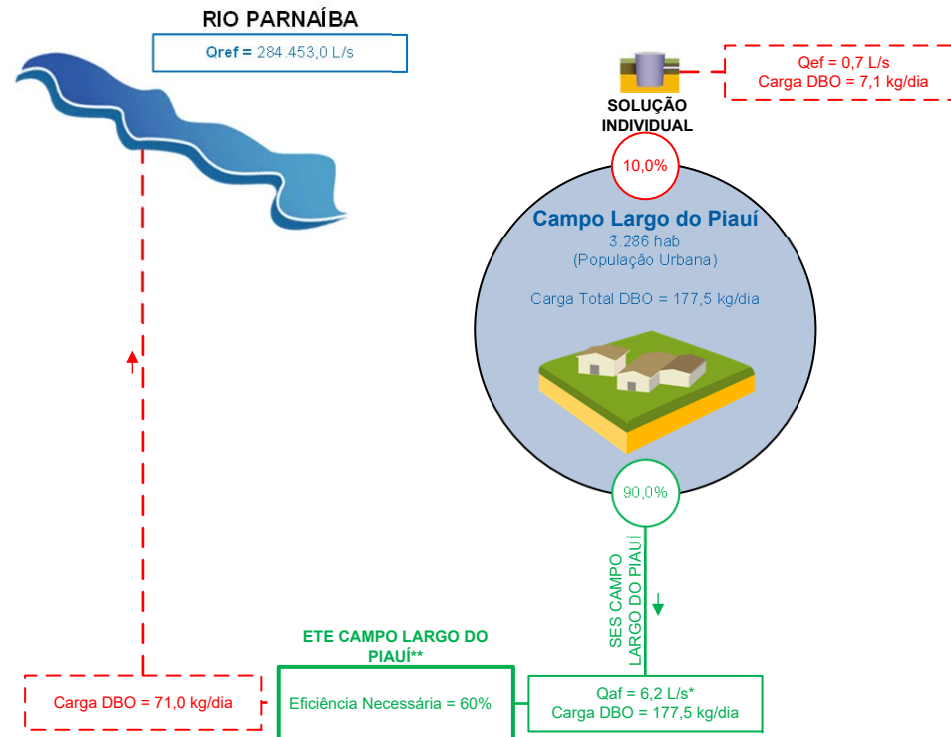 RIO PARNAÍBA
Qref = 284.453,0 L/s
Qef = 0,7 L/s
Carga DBO = 7,1 kg/dia
SOLUÇÃO
INDIVIDUAL
10,0%
Campo Largo do Piauí
3.286 hab
(População Urbana)
Carga Total DBO = 177,5 kg/dia
90,0%
SES CAMPO
LARGO DO PIAUÍ
ETE CAMPO LARGO DO
PIAUÍ**
Carga DBO = 71,0 kg/dia
Eficiência Necessária = 60%
Qaf = 6,2 L/s*
Carga DBO = 177,5 kg/dia